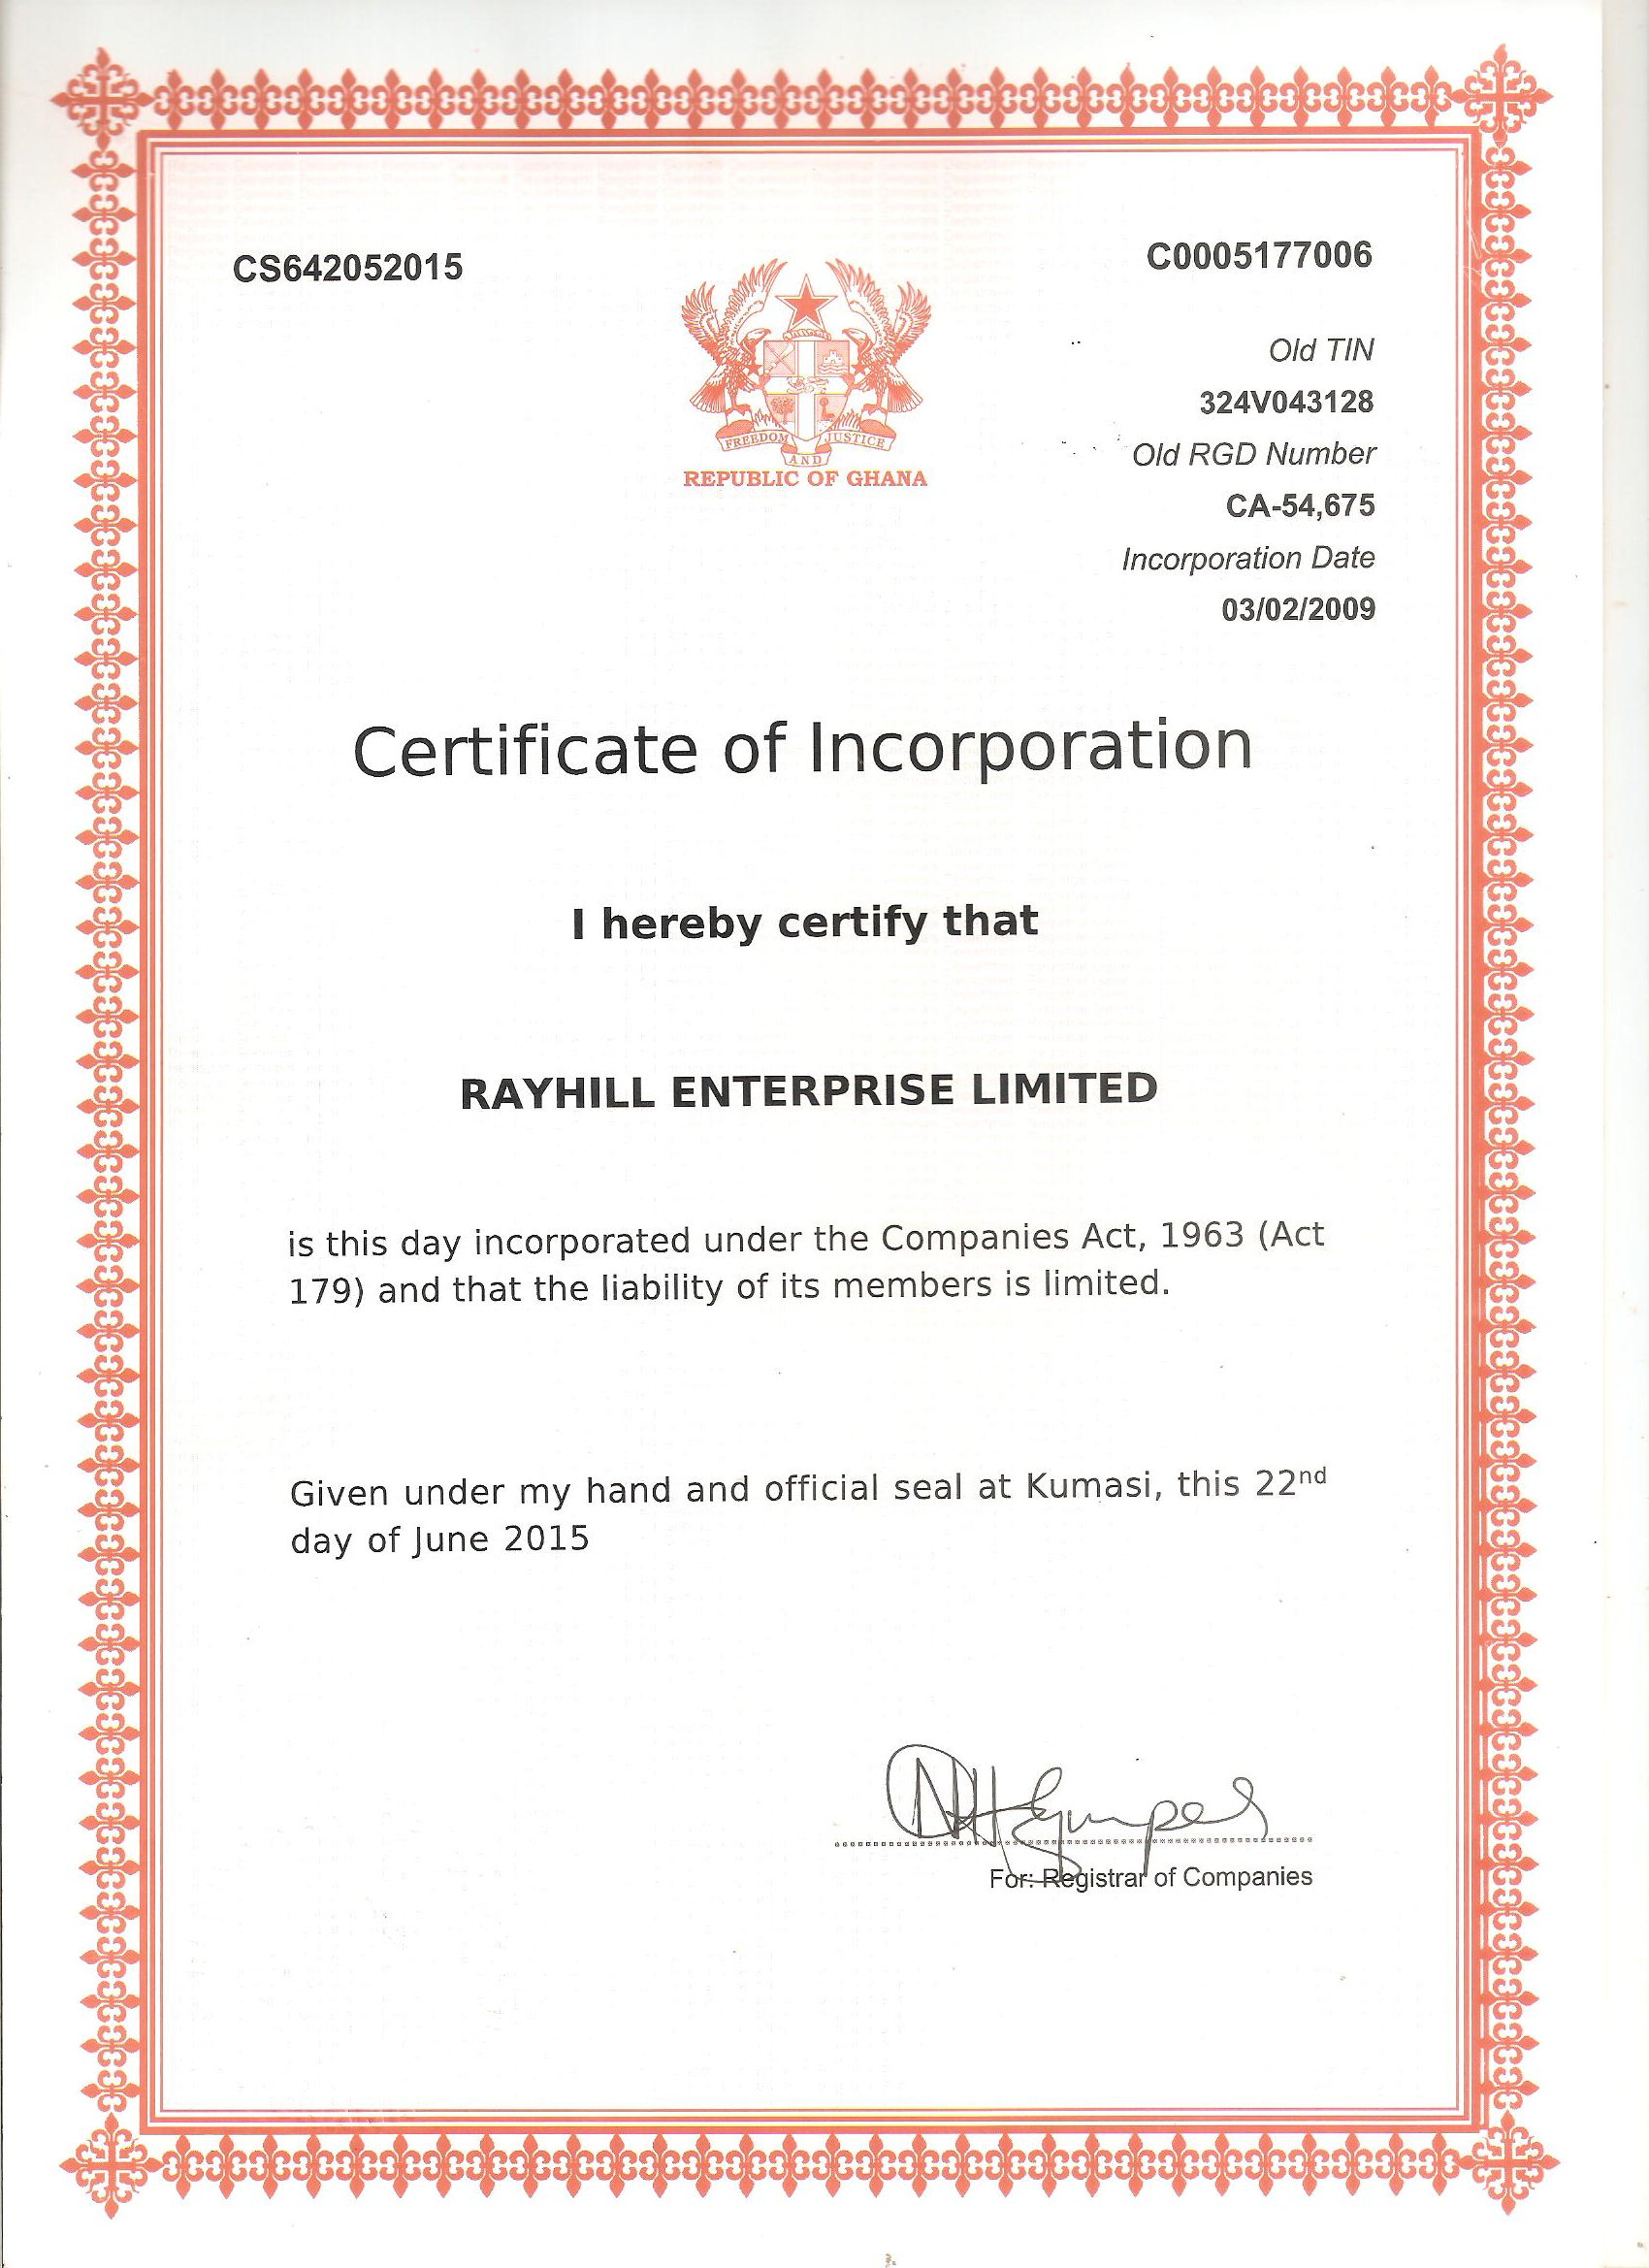 CS642052015
C0005177006
FREEDOM AND JUSTICE
REPUBLIC OF GHANA
Old TIN
324V043128
Old RGD Number
CA-54,675
Incorporation Date
03/02/2009
Certificate of Incorporation
I hereby certify that
RAYHILL ENTERPRISE LIMITED
is this day incorporated under the Companies Act, 1963 (Act
179) and that the liability of its members is limited.
Given under my hand and official seal at Kumasi, this 22nd
day of June 2015
For: Registrar of Companies